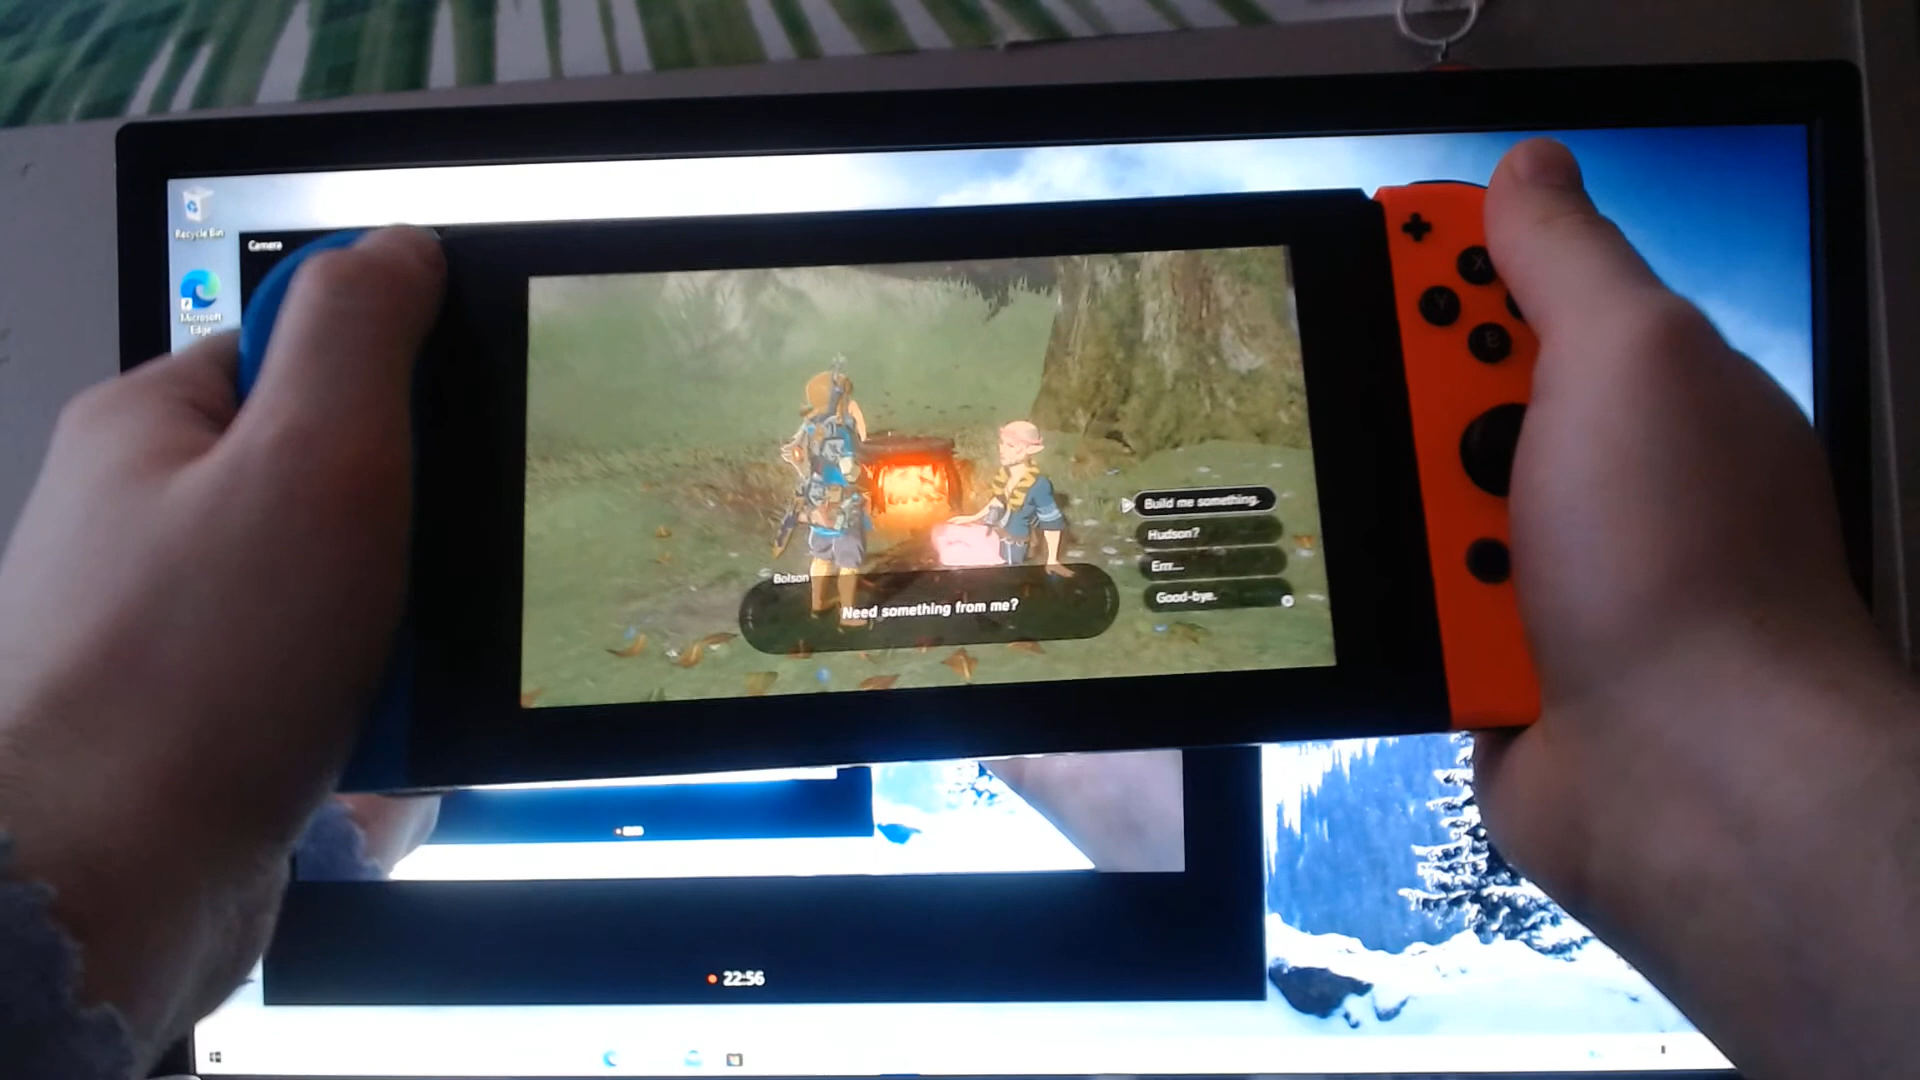 Recycle Bin
Camera
Microsoft
Edge
X
Y
B
Build me something.
Hudson?
Err...
Good-bye.
Bolson
Need something from me?
22:56